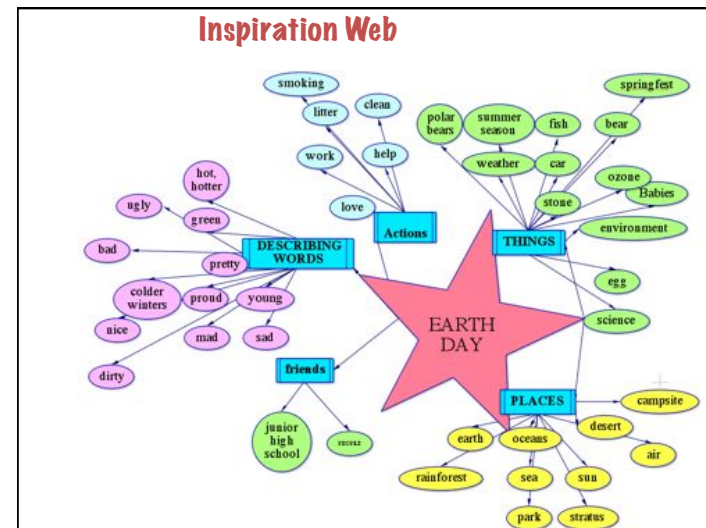 Inspiration Web
smoking
litter
clean
work
help
love
Actions
springfest
polar
bears
summer
season
fish
bear
weather
car
ozone
Babies
stone
environment
THINGS
egg
science
hot,
hotter
ugly
green
bad
DESCRIBING
WORDS
pretty
colder
winters
proud
young
nice
mad
sad
dirty
EARTH
DAY
friends
junior
high
school
PLACES
campsite
earth
oceans
desert
air
rainforest
sea
sun
park
stratus